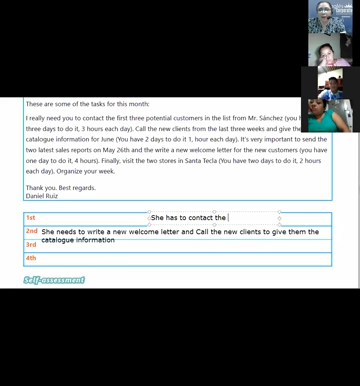 These are some of the tasks for this month:
I really need you to contact the first three potential customers in the list from Mr. Sánchez (you h
three days to do it, 3 hours each day). Call the new clients from the last three weeks and give the
catalogue information for June (You have 2 days to do it 1, hour each day). It's very important to send the
two latest sales reports on May 26th and the write a new welcome letter for the new customers (you have
one day to do it, 4 hours). Finally, visit the two stores in Santa Tecla (You have two days to do it, 2 hours
each day). Organize your week.
Thank you. Best regards.
Daniel Ruiz
1st She has to contact the
2nd She needs to write a new welcome letter and Call the new clients to give them the
catalogue information
3rd
4th
Self-assessment